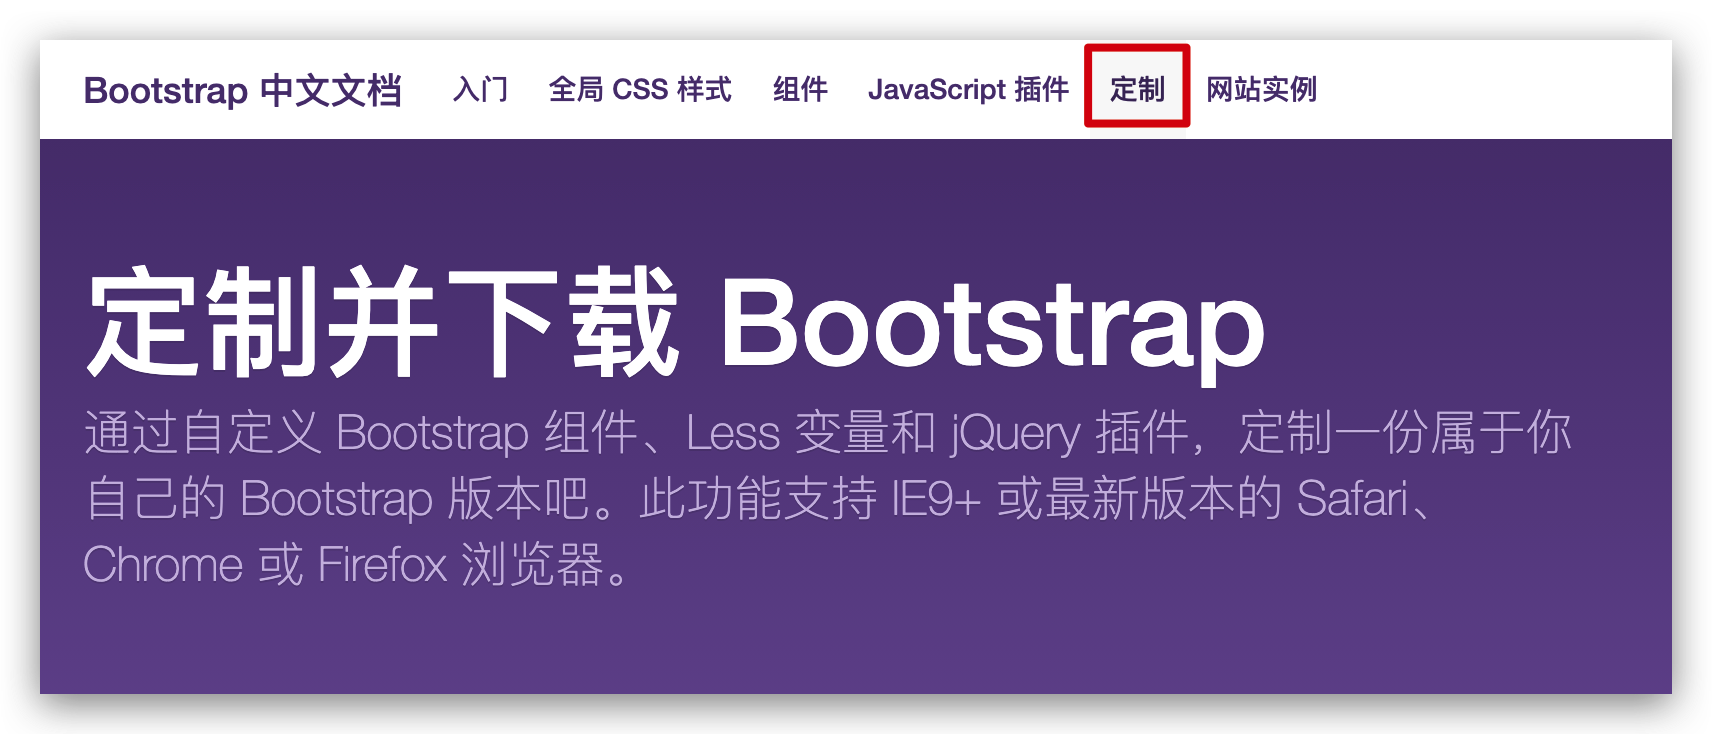 Bootstrap 中文文档 入门 全局 CSS 样式 组件 JavaScript 插件 定制 网站实例
定制并下载 Bootstrap
通过自定义 Bootstrap 组件、Less 变量和 jQuery 插件，定制一份属于你
自己的 Bootstrap 版本吧。此功能支持 IE9+ 或最新版本的 Safari、
Chrome 或 Firefox 浏览器。